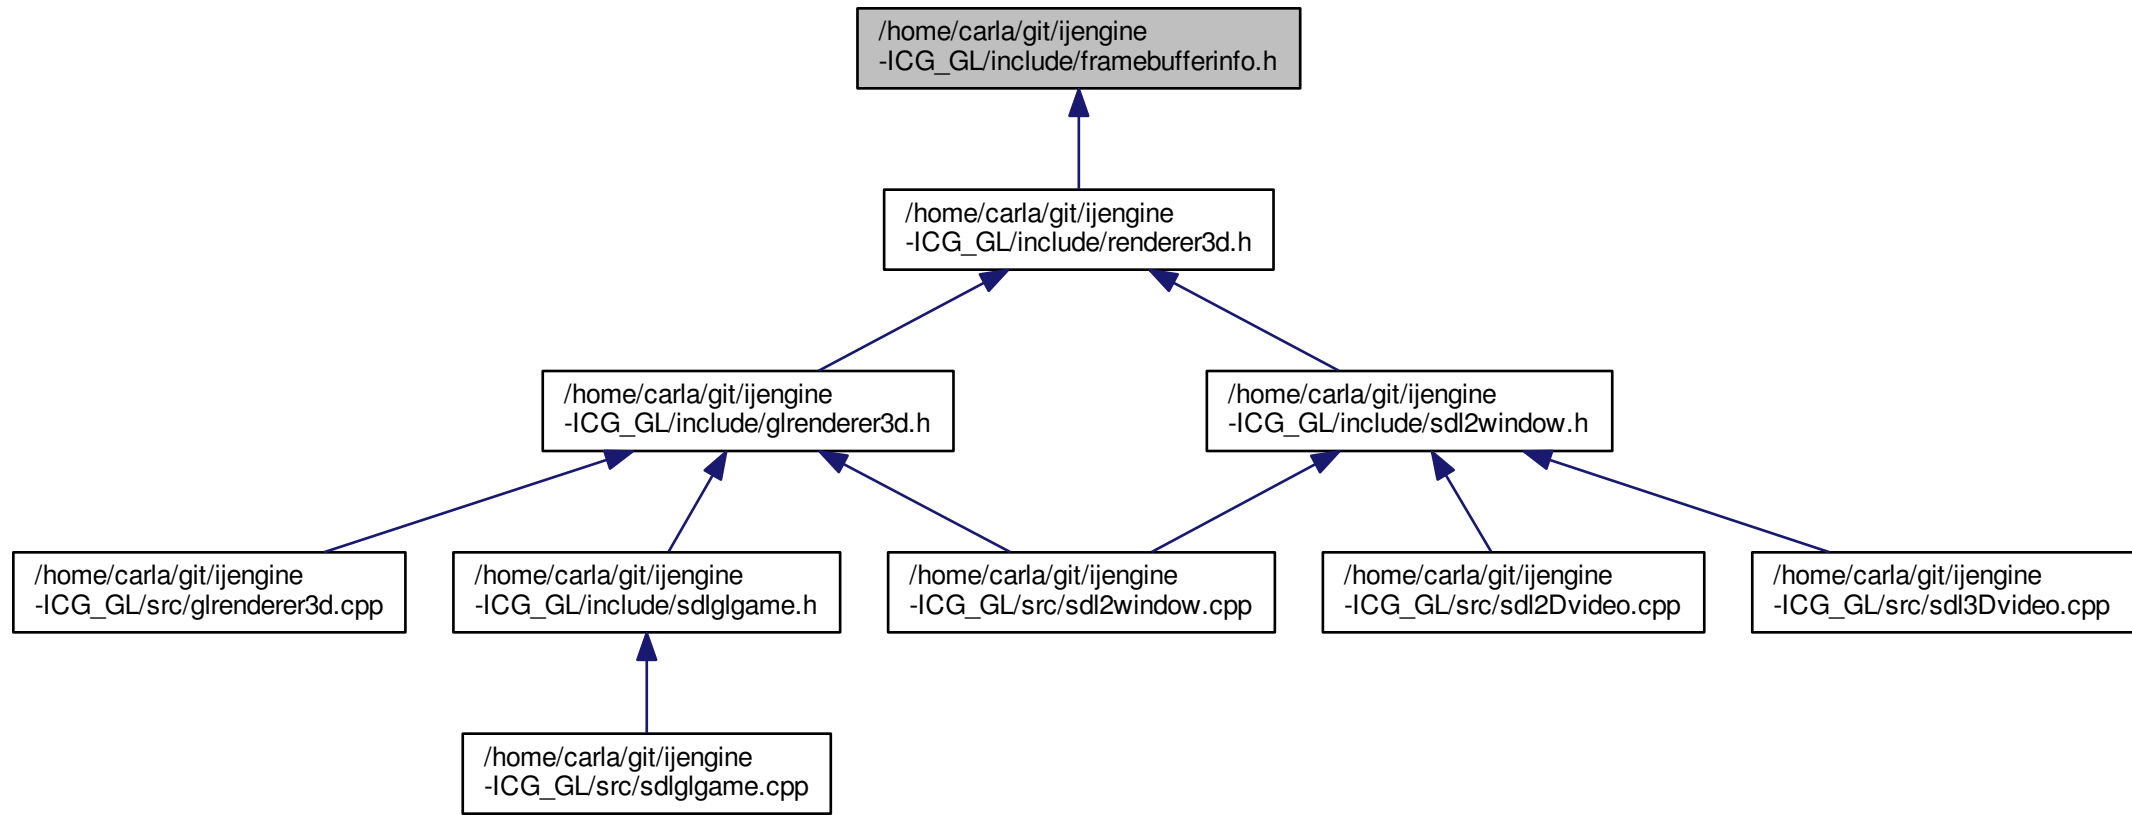 /home/carla/git/ijengine
-ICG_GL/include/framebufferinfo.h
/home/carla/git/ijengine
-ICG_GL/include/renderer3d.h
/home/carla/git/ijengine
-ICG_GL/include/glrenderer3d.h
/home/carla/git/ijengine
-ICG_GL/include/sdl2window.h
/home/carla/git/ijengine
-ICG_GL/src/glrenderer3d.cpp
/home/carla/git/ijengine
-ICG_GL/include/sdlglgame.h
/home/carla/git/ijengine
-ICG_GL/src/sdl2window.cpp
/home/carla/git/ijengine
-ICG_GL/src/sdl2Dvideo.cpp
/home/carla/git/ijengine
-ICG_GL/src/sdl3Dvideo.cpp
/home/carla/git/ijengine
-ICG_GL/src/sdlglgame.cpp